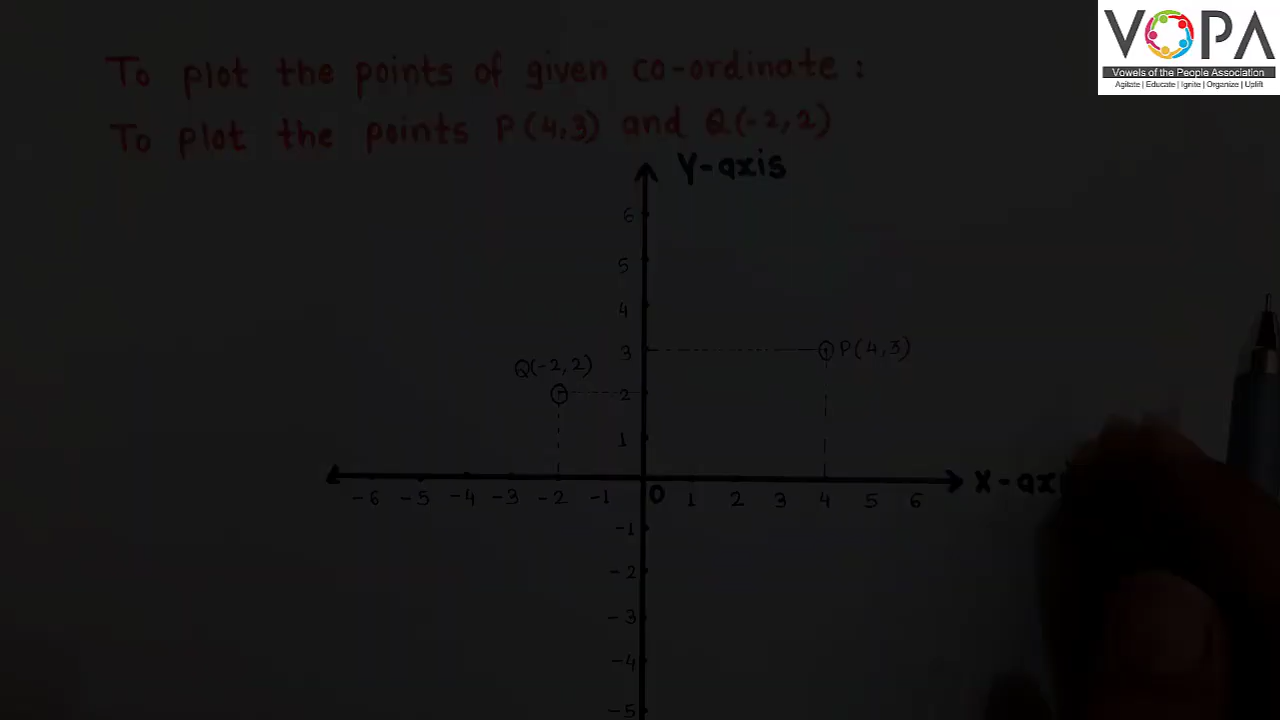 VOPA
Vowels of the People Association
Agitate | Educate | Ignite | Organize | Uplift
To plot the points of given co-ordinate :
To plot the points P(4,3) and Q(-2,2)
Y-axis
6
5
4
3
P(4,3)
Q(-2,2)
2
1
X-axi
-6 -5 -4 -3 -2 -1 0 1 2 3 4 5 6
-1
-2
-3
-4
-5